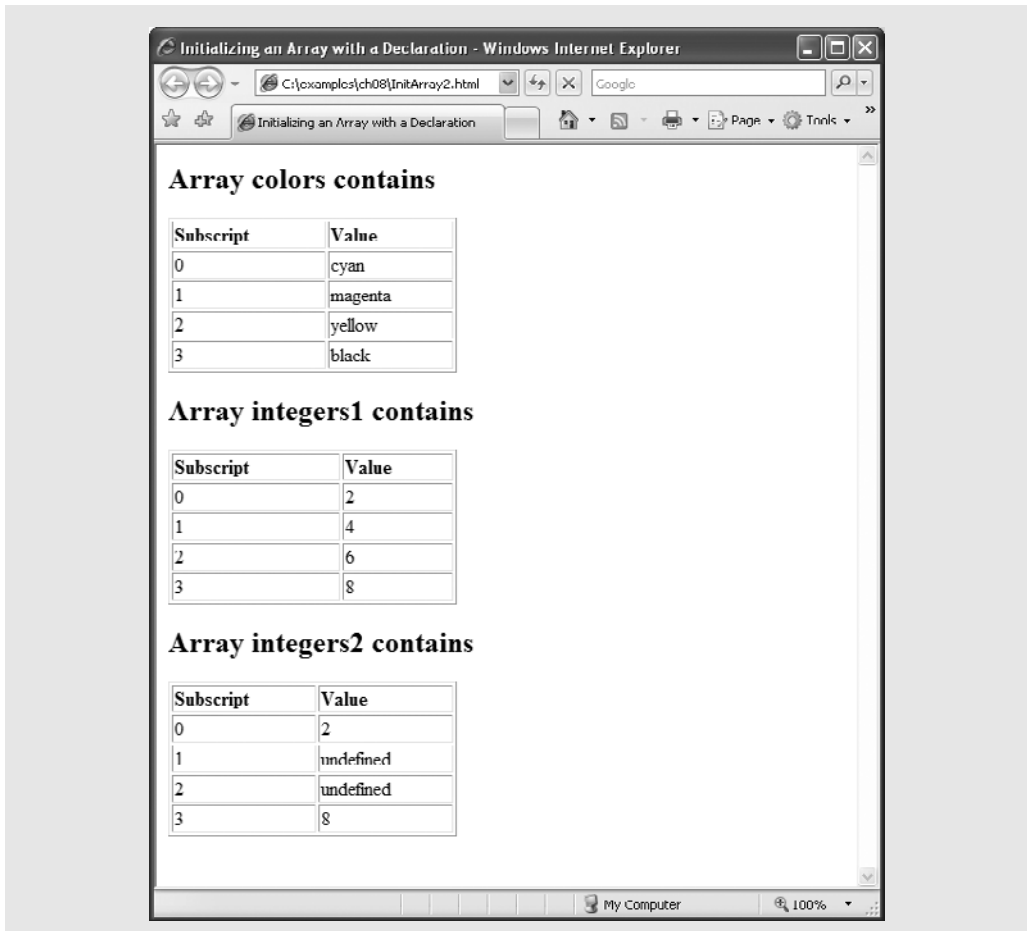 Initializing an Array with a Declaration - Windows Internet Explorer
C:\examples\ch08\InitArray2.html
Google
Initializing an Array with a Declaration
Page
Tools
»
Array colors contains
Subscript Value
0 cyan
1 magenta
2 yellow
3 black
Array integers1 contains
Subscript Value
0 2
1 4
2 6
3 8
Array integers2 contains
Subscript Value
0 2
1 undefined
2 undefined
3 8
My Computer
100%